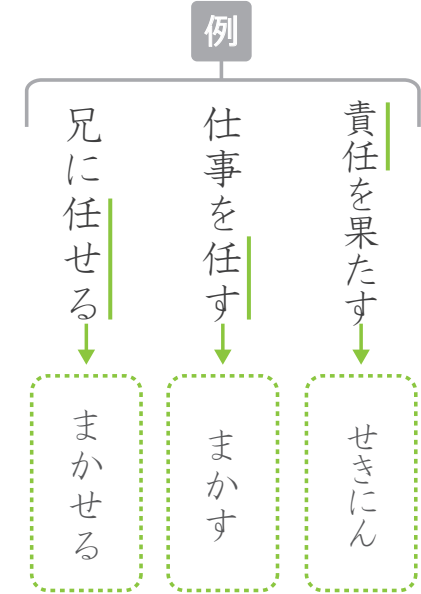 例
責任を果たす
せきにん
仕事を任す
まかす
兄に任せる
まかせる